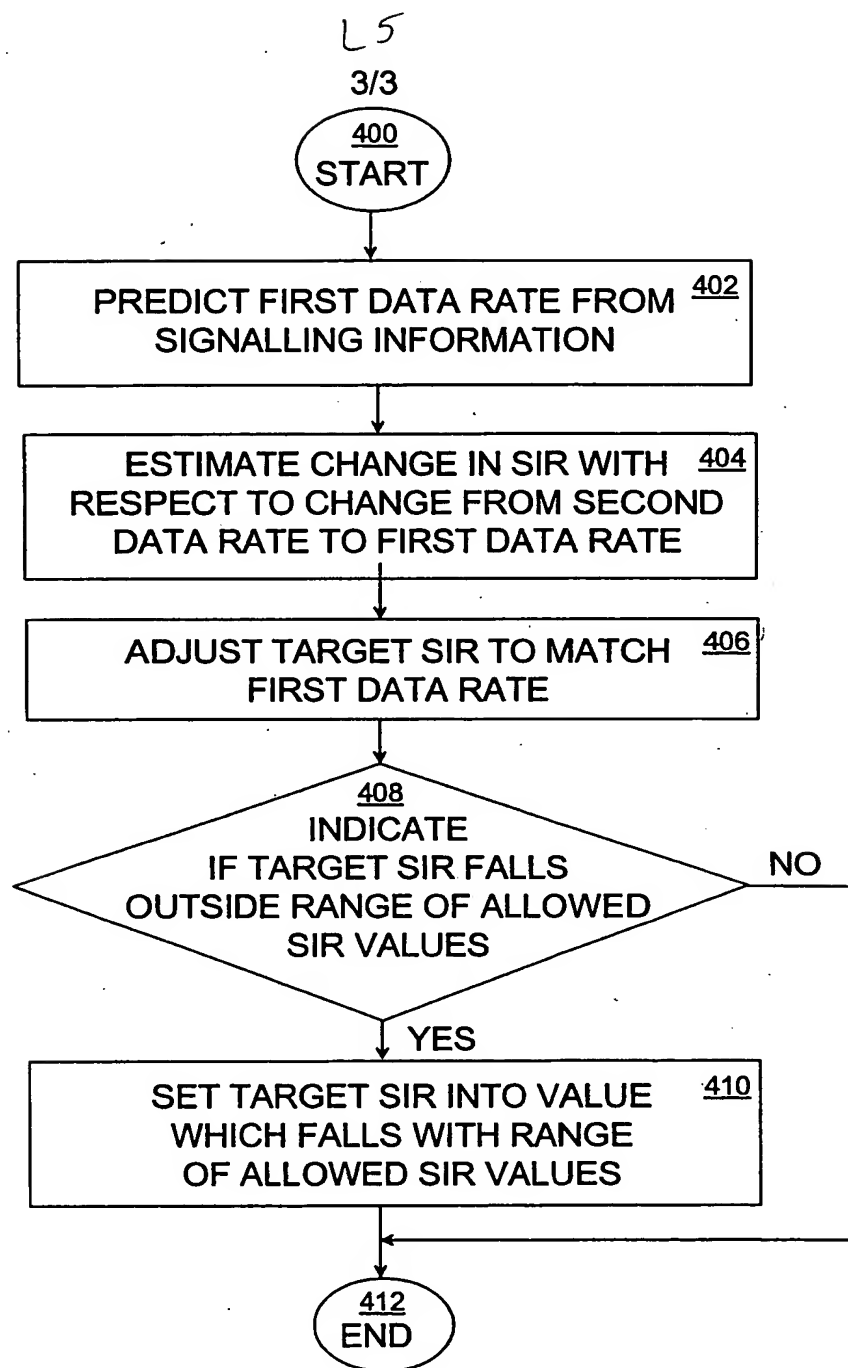 L5
3/3
400
START
402
PREDICT FIRST DATA RATE FROM
SIGNALLING INFORMATION
404
ESTIMATE CHANGE IN SIR WITH
RESPECT TO CHANGE FROM SECOND
DATA RATE TO FIRST DATA RATE
406
ADJUST TARGET SIR TO MATCH
FIRST DATA RATE
408
INDICATE
IF TARGET SIR FALLS
OUTSIDE RANGE OF ALLOWED
SIR VALUES
NO
YES
410
SET TARGET SIR INTO VALUE
WHICH FALLS WITH RANGE
OF ALLOWED SIR VALUES
412
END